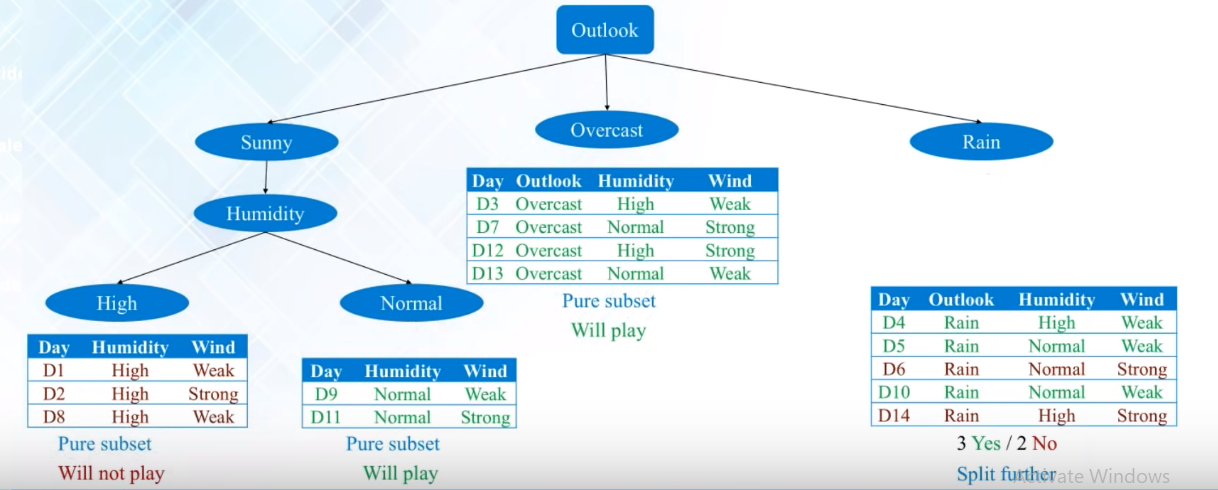 Outlook
Sunny
Overcast
Rain
Humidity
High
Normal
Day Outlook Humidity Wind
D3 Overcast High Weak
D7 Overcast Normal Strong
D12 Overcast High Strong
D13 Overcast Normal Weak
Pure subset
Will play
Day Humidity Wind
D1 High Weak
D2 High Strong
D8 High Weak
Pure subset
Will not play
Day Humidity Wind
D9 Normal Weak
D11 Normal Strong
Pure subset
Will play
Day Outlook Humidity Wind
D4 Rain High Weak
D5 Rain Normal Weak
D6 Rain Normal Strong
D10 Rain Normal Weak
D14 Rain High Strong
3 Yes / 2 No
Split further
Activate Windows